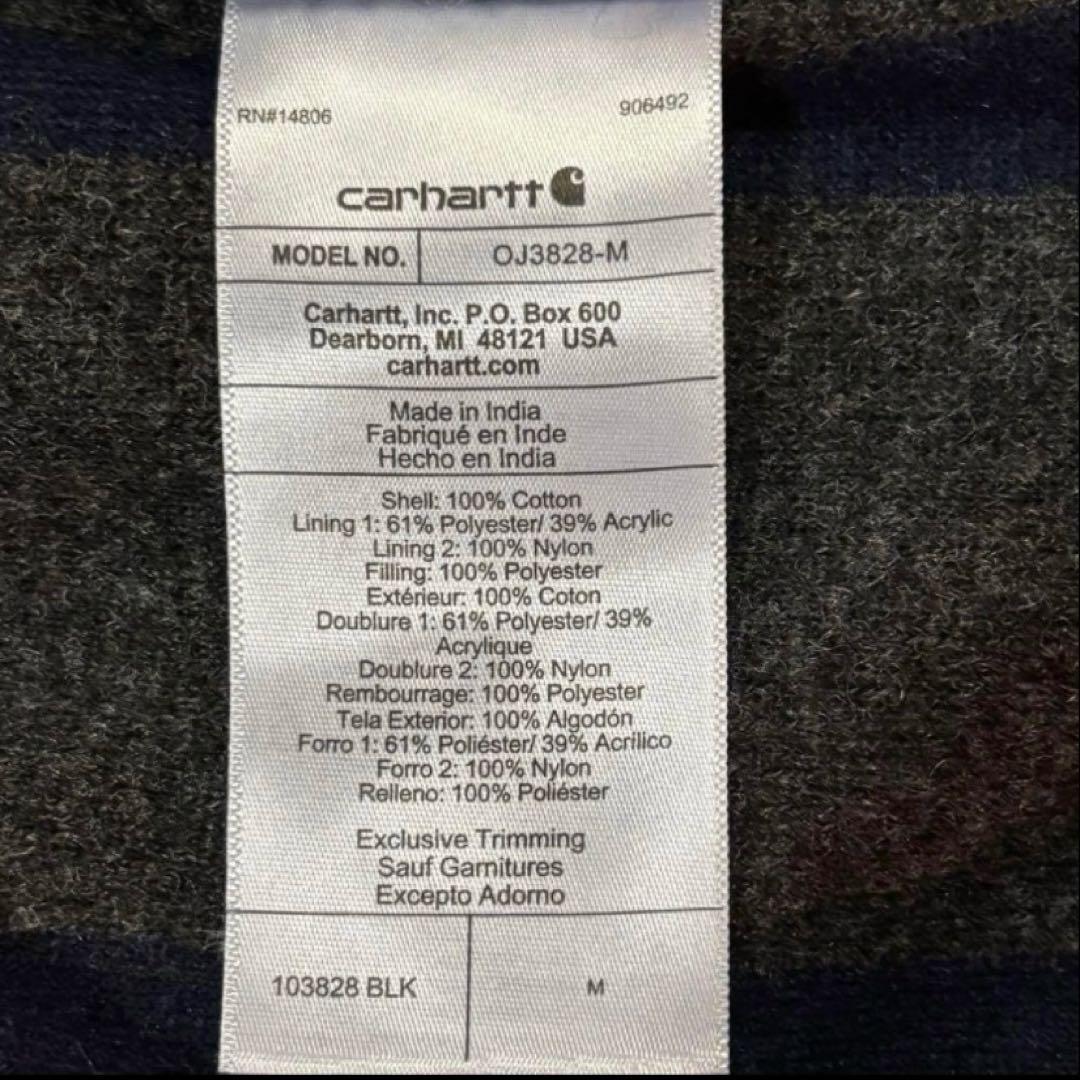 RN#14806 906492
carhartt
MODEL NO. OJ3828-M
Carhartt, Inc. P.O. Box 600
Dearborn, MI 48121 USA
carhartt.com
Made in India
Fabriqué en Inde
Hecho en India
Shell: 100% Cotton
Lining 1: 61% Polyester/ 39% Acrylic
Lining 2: 100% Nylon
Filling: 100% Polyester
Extérieur: 100% Coton
Doublure 1: 61% Polyester/ 39%
Acrylique
Doublure 2: 100% Nylon
Rembourrage: 100% Polyester
Tela Exterior: 100% Algodón
Forro 1: 61% Poliéster/ 39% Acrílico
Forro 2: 100% Nylon
Relleno: 100% Poliéster
Exclusive Trimming
Sauf Garnitures
Excepto Adorno
103828 BLK M